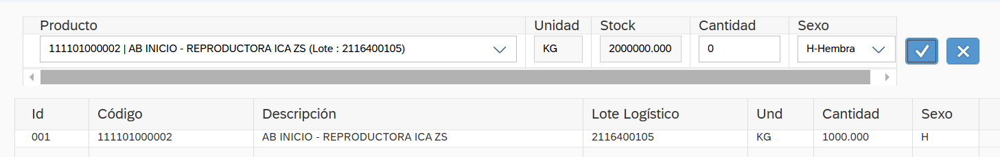 Producto Unidad Stock Cantidad Sexo
111101000002 | AB INICIO - REPRODUCTORA ICA ZS (Lote : 2116400105) KG 2000000.000 0 H-Hembra
Id Código Descripción Lote Logístico Und Cantidad Sexo
001 111101000002 AB INICIO - REPRODUCTORA ICA ZS 2116400105 KG 1000.000 H